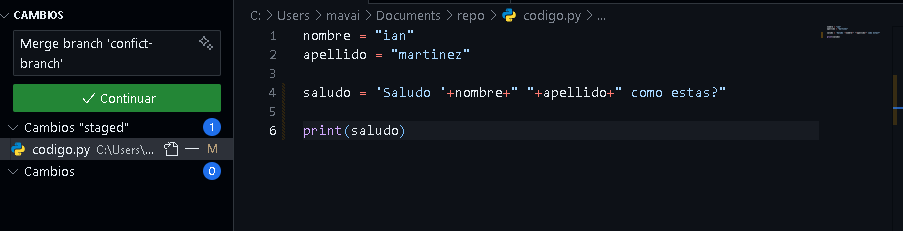 CAMBIOS
Merge branch 'confict-
branch'
Continuar
Cambios "staged"
1
codigo.py C:\Users\... M
Cambios
0
C: > Users > mavai > Documents > repo > codigo.py > ...
1 nombre = "ian"
2 apellido = "martinez"
3
4 saludo = 'Saludo '+nombre+" "+apellido+" como estas?"
5
6 print(saludo)